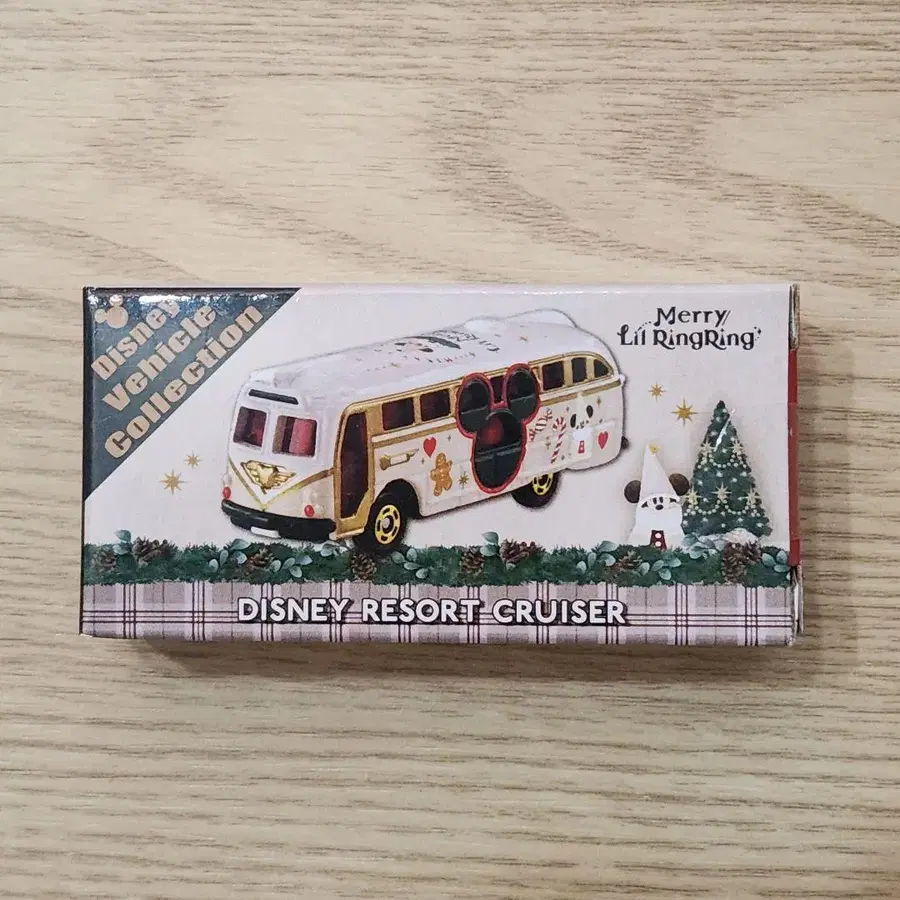 Disney
Vehicle
Collection
Merry
Lil RingRing
DISNEY RESORT CRUISER